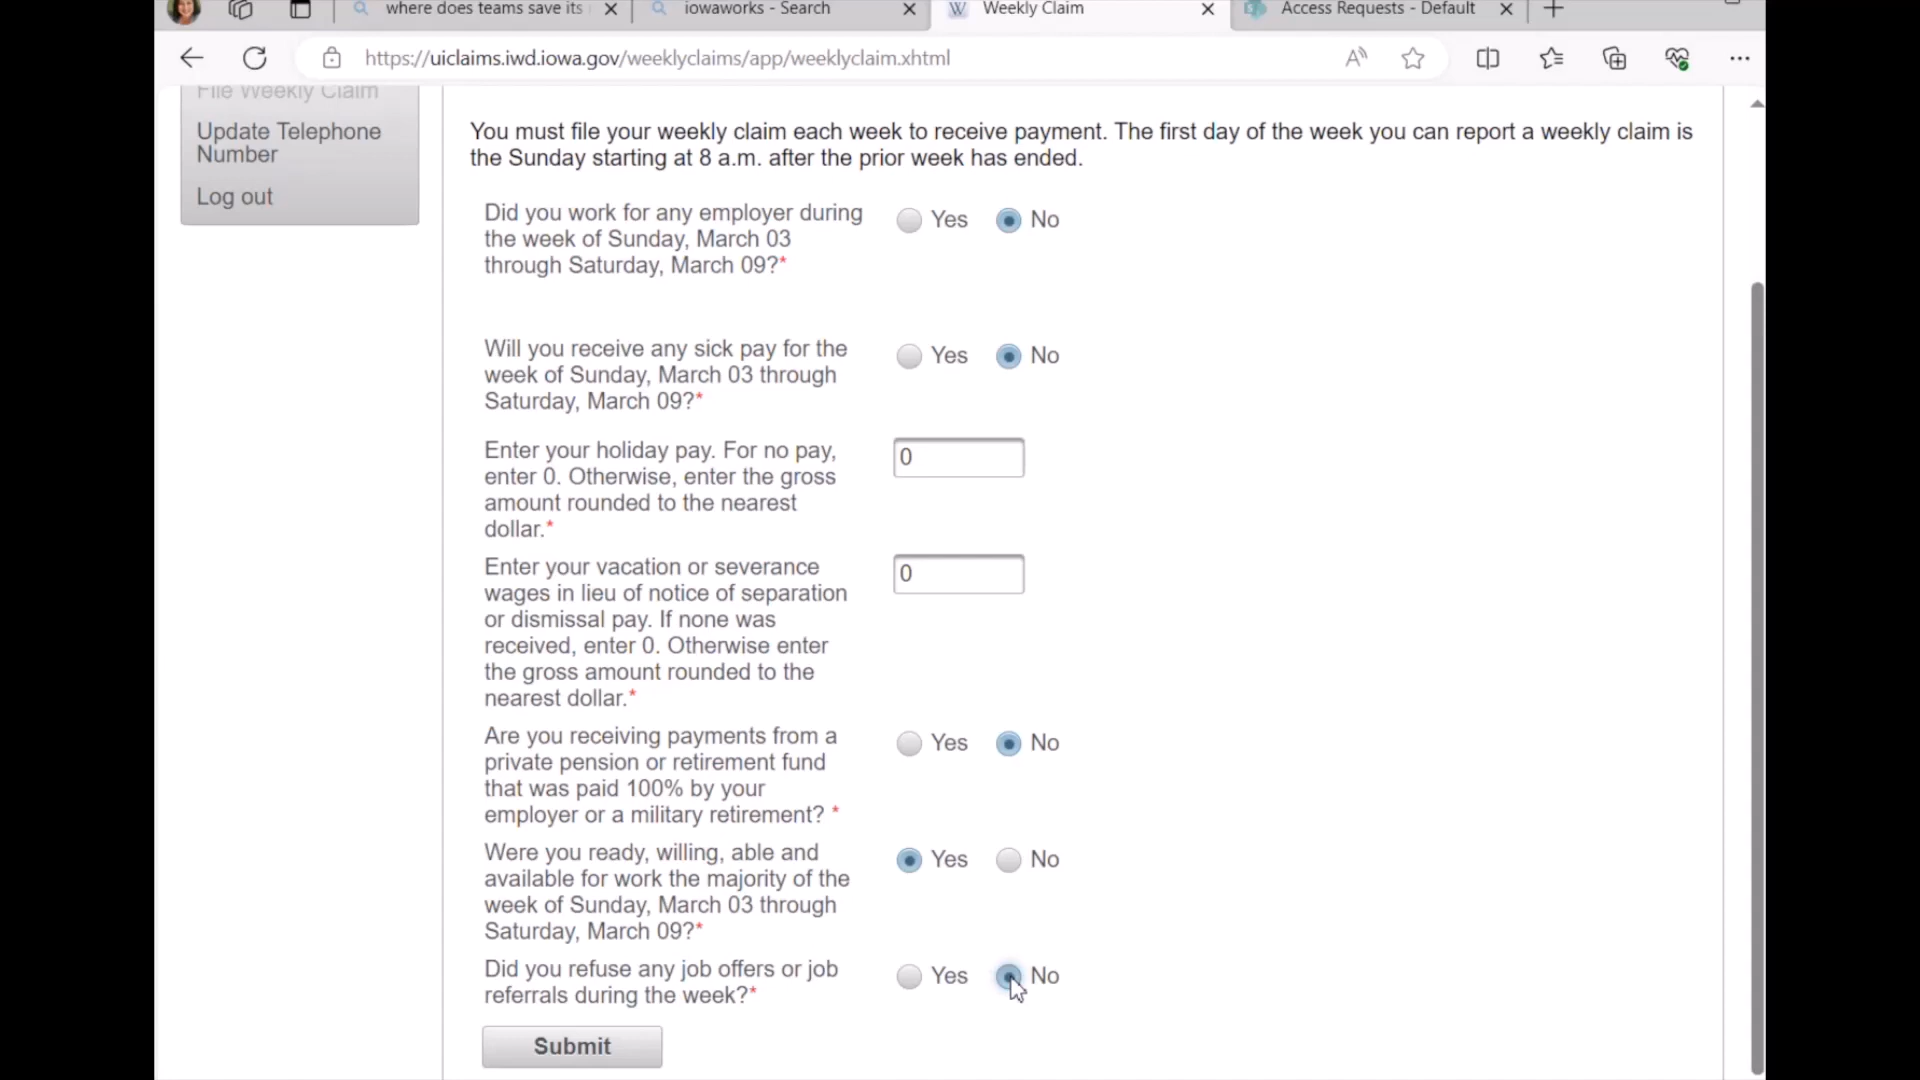 where does teams save its
iowaworks - Search
Weekly Claim
Access Requests - Default
https://uiclaims.iwd.iowa.gov/weeklyclaims/app/weeklyclaim.xhtml
File Weekly Claim
Update Telephone
Number
Log out
You must file your weekly claim each week to receive payment. The first day of the week you can report a weekly claim is
the Sunday starting at 8 a.m. after the prior week has ended.
Did you work for any employer during
the week of Sunday, March 03
through Saturday, March 09?*
Yes No
Will you receive any sick pay for the
week of Sunday, March 03 through
Saturday, March 09?*
Yes No
Enter your holiday pay. For no pay,
enter 0. Otherwise, enter the gross
amount rounded to the nearest
dollar.*
0
Enter your vacation or severance
wages in lieu of notice of separation
or dismissal pay. If none was
received, enter 0. Otherwise enter
the gross amount rounded to the
nearest dollar.*
0
Are you receiving payments from a
private pension or retirement fund
that was paid 100% by your
employer or a military retirement? *
Yes No
Were you ready, willing, able and
available for work the majority of the
week of Sunday, March 03 through
Saturday, March 09?*
Yes No
Did you refuse any job offers or job
referrals during the week?*
Yes No
Submit